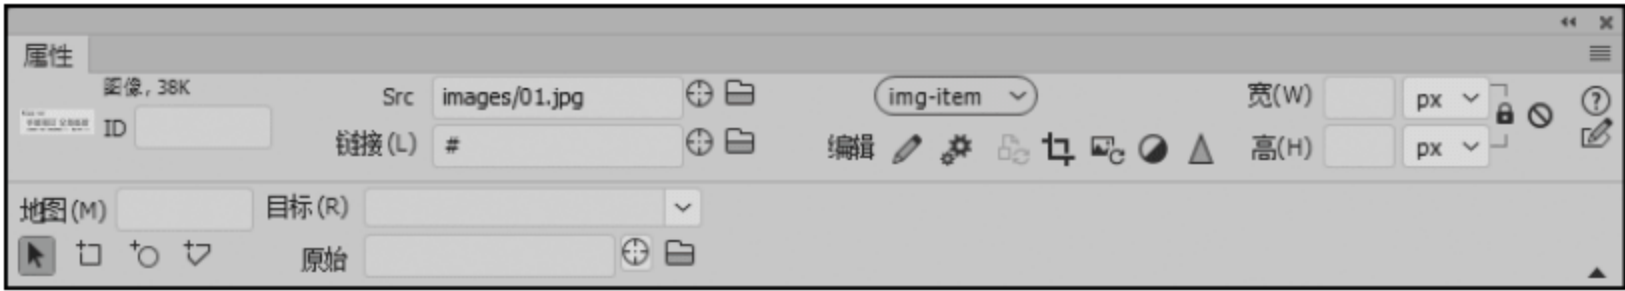 属性
图像, 38K
ID
Src images/01.jpg
img-item
宽(W) px
链接(L) #
编辑
高(H) px
地图(M)
目标(R)
原始